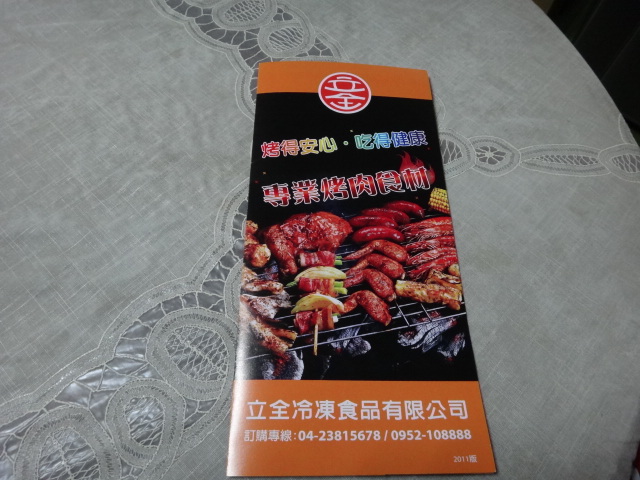 立全
烤得安心·吃得健康
專業烤肉食材
立全冷凍食品有限公司
訂購專線:04-23815678 / 0952-108888
2011版